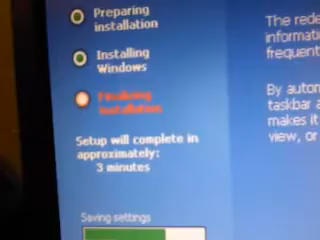 Preparing
installation
Installing
Windows
Finalizing
installation
Setup will complete in
approximately:
3 minutes
Saving settings
The rede
informatio
frequent
By autom
taskbar a
makes it
view, or